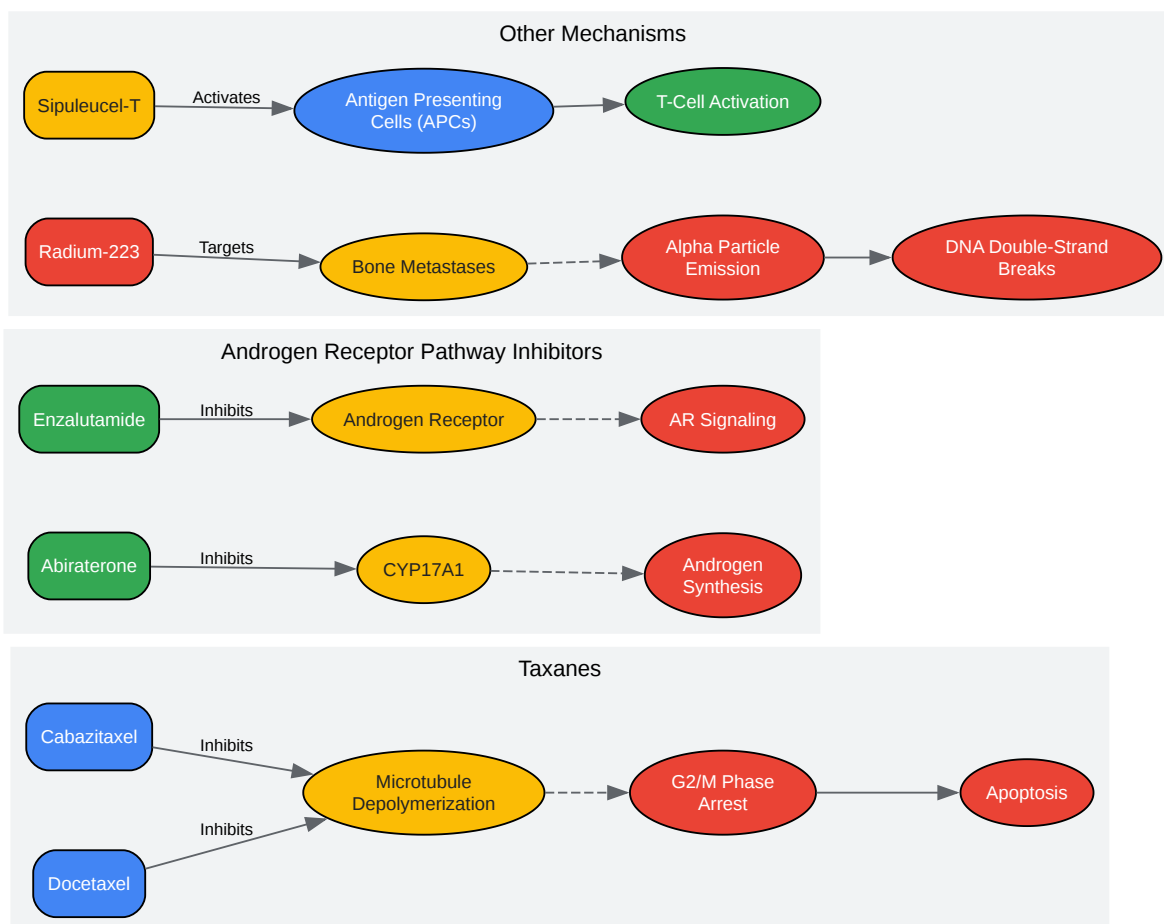 Other Mechanisms
Sipuleucel-T
Activates
Antigen Presenting
Cells (APCs)
T-Cell Activation
Radium-223
Targets
Bone Metastases
Alpha Particle
Emission
DNA Double-Strand
Breaks
Androgen Receptor Pathway Inhibitors
Enzalutamide
Inhibits
Androgen Receptor
AR Signaling
Abiraterone
Inhibits
CYP17A1
Androgen
Synthesis
Taxanes
Cabazitaxel
Inhibits
Microtubule
Depolymerization
G2/M Phase
Arrest
Apoptosis
Inhibits
Docetaxel